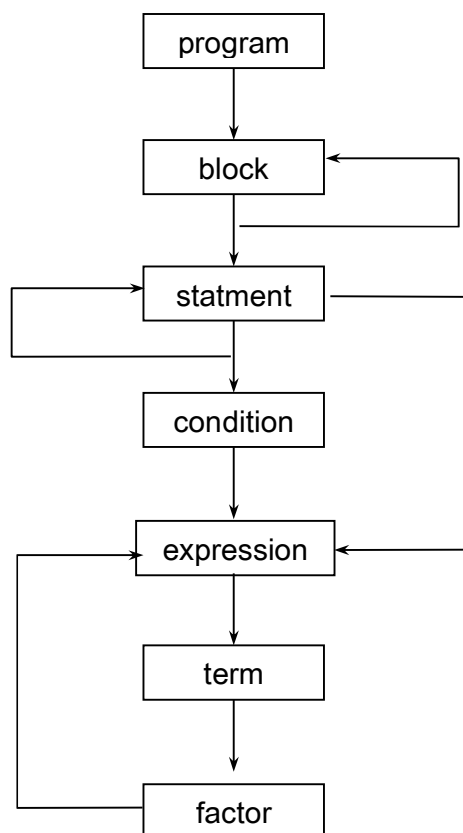 program
block
statment
condition
expression
term
factor